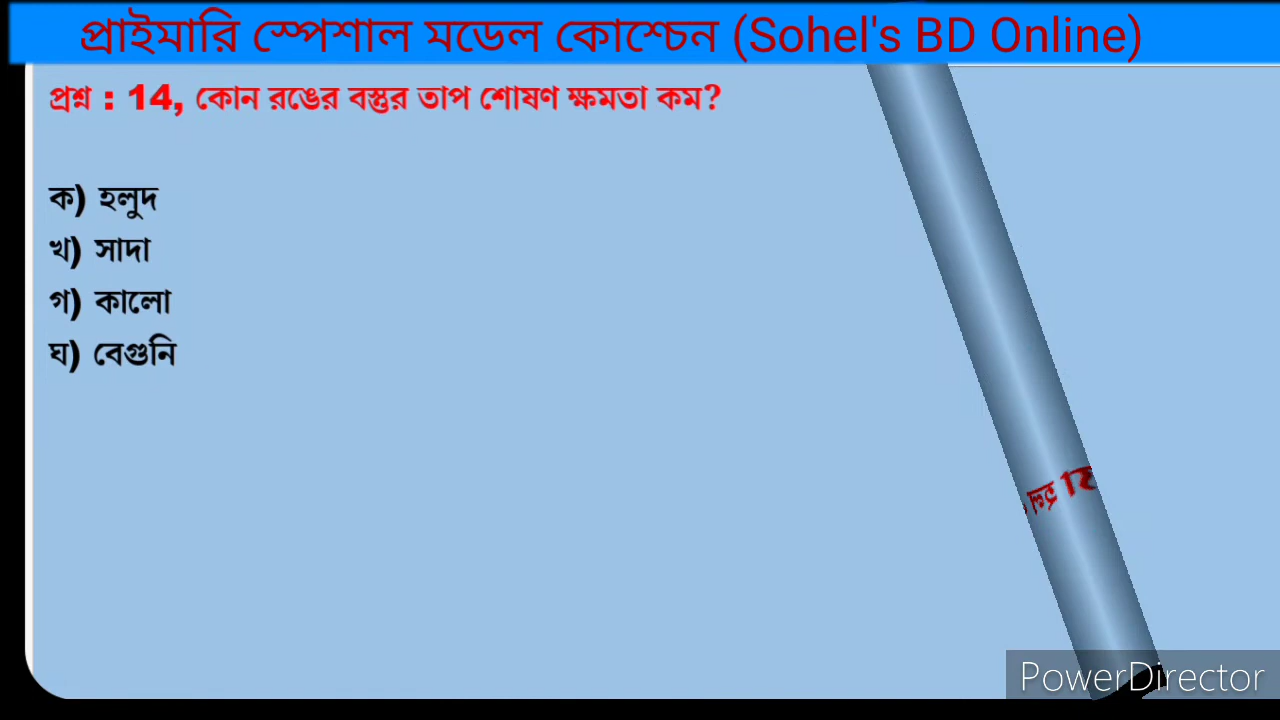 প্রাইমারি স্পেশাল মডেল কোশ্চেন (Sohel's BD Online)
প্রশ্ন : 14, কোন রঙের বস্তুর তাপ শোষণ ক্ষমতা কম?
ক) হলুদ
খ) সাদা
গ) কালো
ঘ) বেগুনি
PowerDirector